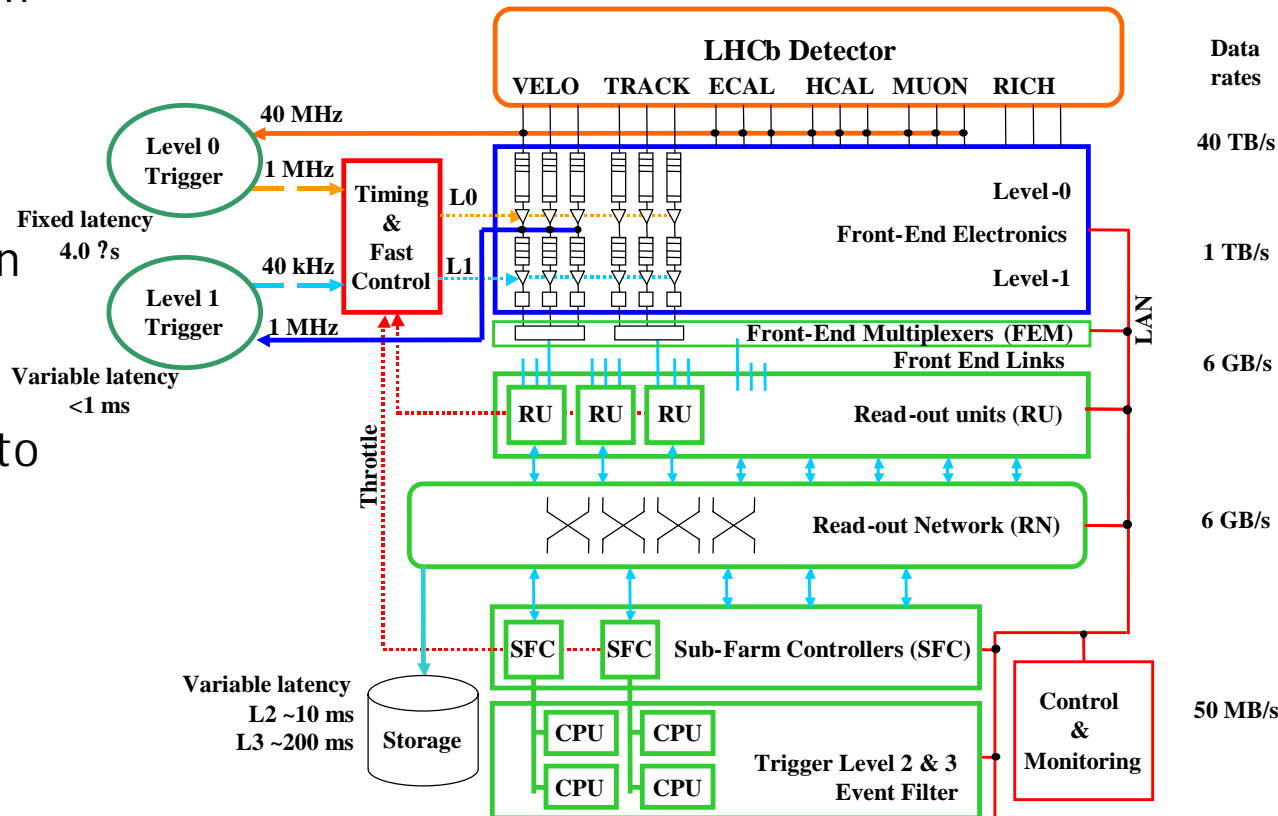 LHCb Detector
VELO TRACK ECAL HCAL MUON RICH
Data
rates
40 MHz
Level 0
Trigger
1 MHz
Fixed latency
4.0 ?s
n
Timing
&
Fast
Control
L0
L1
Level-0
Front-End Electronics
Level-1
40 TB/s
1 TB/s
40 kHz
Level 1
Trigger
1 MHz
Variable latency
<1 ms
to
Front-End Multiplexers (FEM)
Front End Links
LAN
6 GB/s
RU RU RU
Read-out units (RU)
Throttle
Read-out Network (RN)
6 GB/s
SFC SFC
Sub-Farm Controllers (SFC)
Variable latency
L2 ~10 ms
L3 ~200 ms
Storage
CPU CPU
CPU CPU
Trigger Level 2 & 3
Event Filter
Control
&
Monitoring
50 MB/s